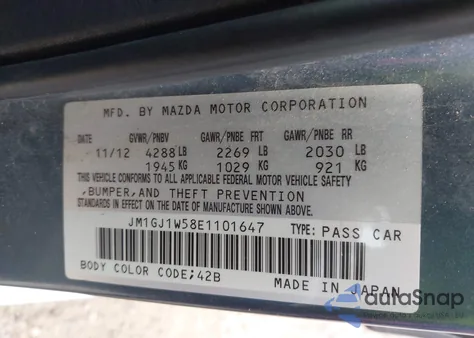 MFD. BY MAZDA MOTOR CORPORATION
DATE GVWR/PNBV GAWR/PNBE FRT GAWR/PNBE RR
11/12 4288 LB 2269 LB 2030 LB
1945 KG 1029 KG 921 KG
THIS VEHICLE CONFORMS TO ALL APPLICABLE FEDERAL MOTOR VEHICLE SAFETY
,BUMPER,AND THEFT PREVENTION
STANDARDS IN EFFECT ON THE DATE OF MANUFACTURE SHOWN ABOVE.
JM1GJ1W58E1101647 TYPE: PASS CAR
BODY COLOR CODE;42B MADE IN JAPAN
autaSnap